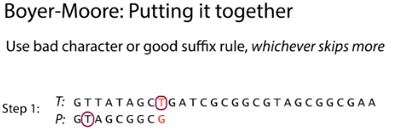 Boyer-Moore: Putting it together
Use bad character or good suffix rule, whichever skips more
Step 1:
T: GTTATAGCTGATCGCGGCGTAGCGGCGAA
P: GTAGCGGCG